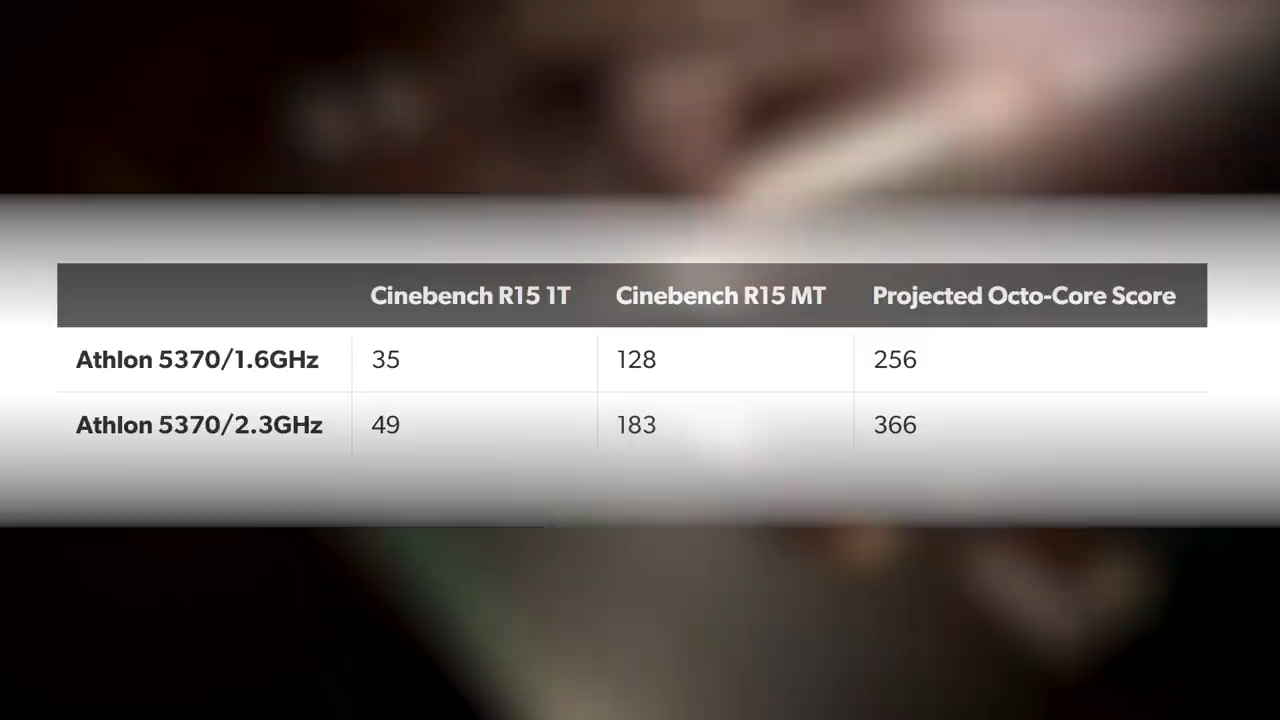 Cinebench R15 1T Cinebench R15 MT Projected Octo-Core Score
Athlon 5370/1.6GHz 35 128 256
Athlon 5370/2.3GHz 49 183 366